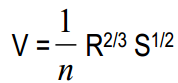 V = 1/n R^2/3 S^1/2